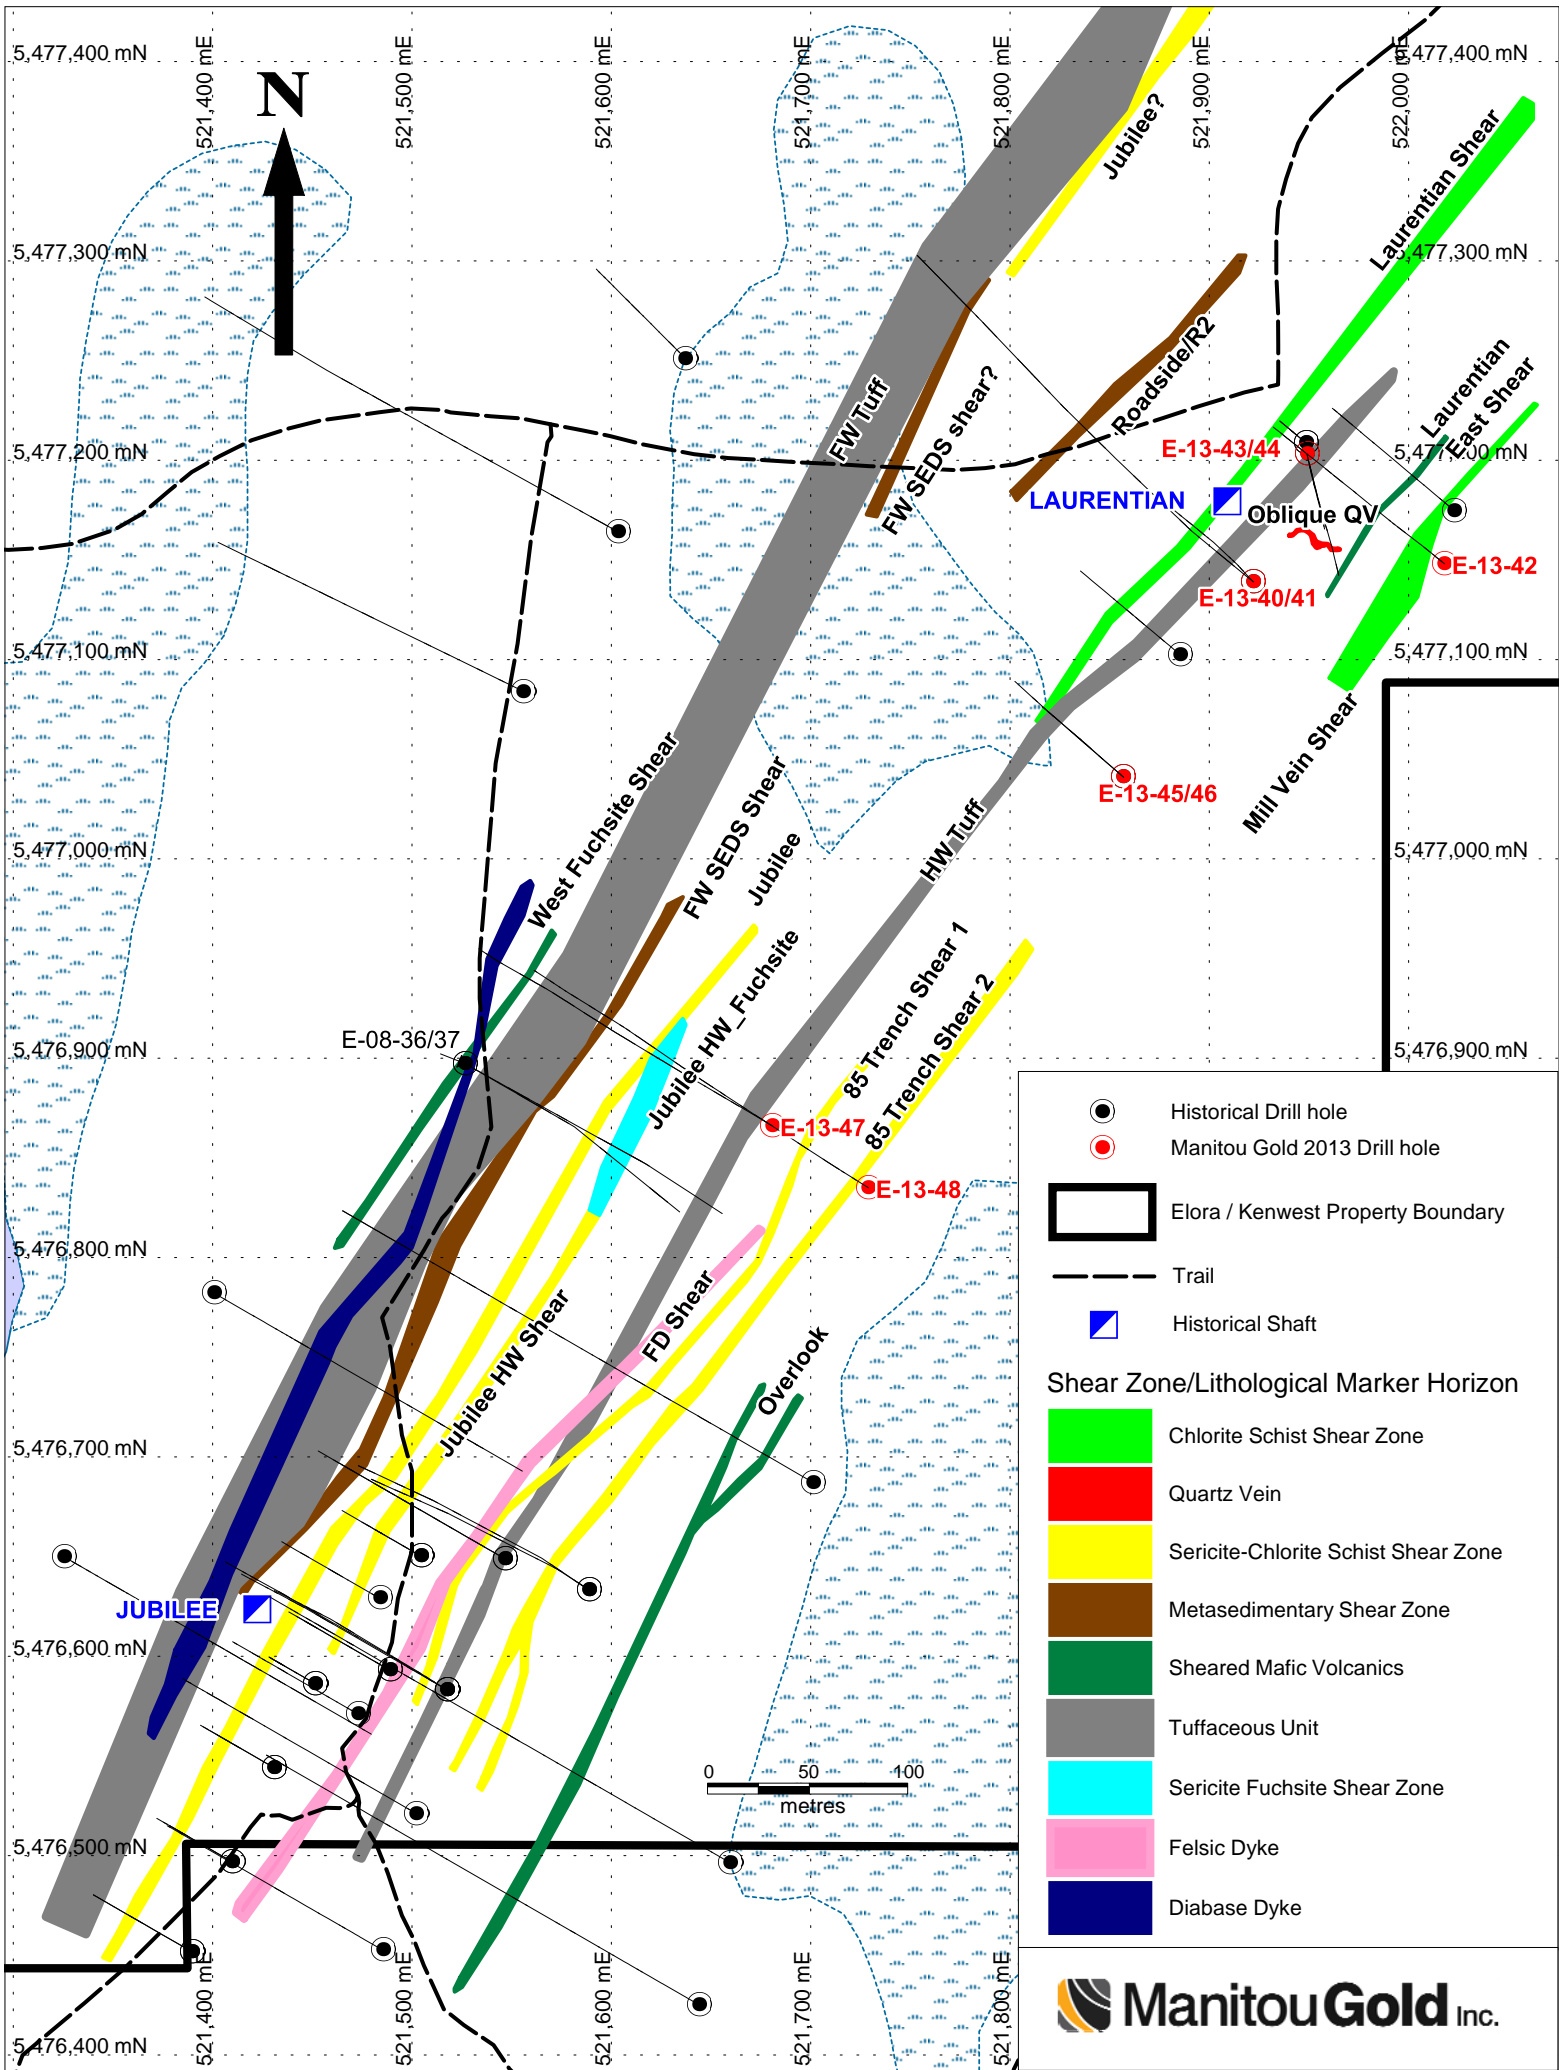 5,477,400 mN
521,400 mE
521,500 mE
521,600 mE
521,700 mE
521,800 mE
521,900 mE
522,000 mE
5,477,400 mN
N
Jubilee?
Laurentian Shear
5,477,300 mN
5,477,300 mN
Roadside/R2
FW Tuff
FW SEDS shear?
Laurentian
East Shear
5,477,200 mN
5,477,200 mN
E-13-43/44
LAURENTIAN
Oblique QV
E-13-42
E-13-40/41
5,477,100 mN
5,477,100 mN
Mill Vein Shear
E-13-45/46
West Fuchsite Shear
FW SEDS Shear
Jubilee
HW Tuff
5,477,000 mN
5,477,000 mN
Jubilee HW_Fuchsite
85 Trench Shear 1
85 Trench Shear 2
E-08-36/37
5,476,900 mN
5,476,900 mN
E-13-47
E-13-48
5,476,800 mN
Jubilee HW Shear
FD Shear
Overlook
5,476,700 mN
JUBILEE
5,476,600 mN
0 50 100
metres
5,476,500 mN
521,400 mE
521,500 mE
521,600 mE
521,700 mE
521,800 mE
5,476,400 mN
Historical Drill hole
Manitou Gold 2013 Drill hole
Elora / Kenwest Property Boundary
Trail
Historical Shaft
Shear Zone/Lithological Marker Horizon
Chlorite Schist Shear Zone
Quartz Vein
Sericite-Chlorite Schist Shear Zone
Metasedimentary Shear Zone
Sheared Mafic Volcanics
Tuffaceous Unit
Sericite Fuchsite Shear Zone
Felsic Dyke
Diabase Dyke
ManitouGold Inc.